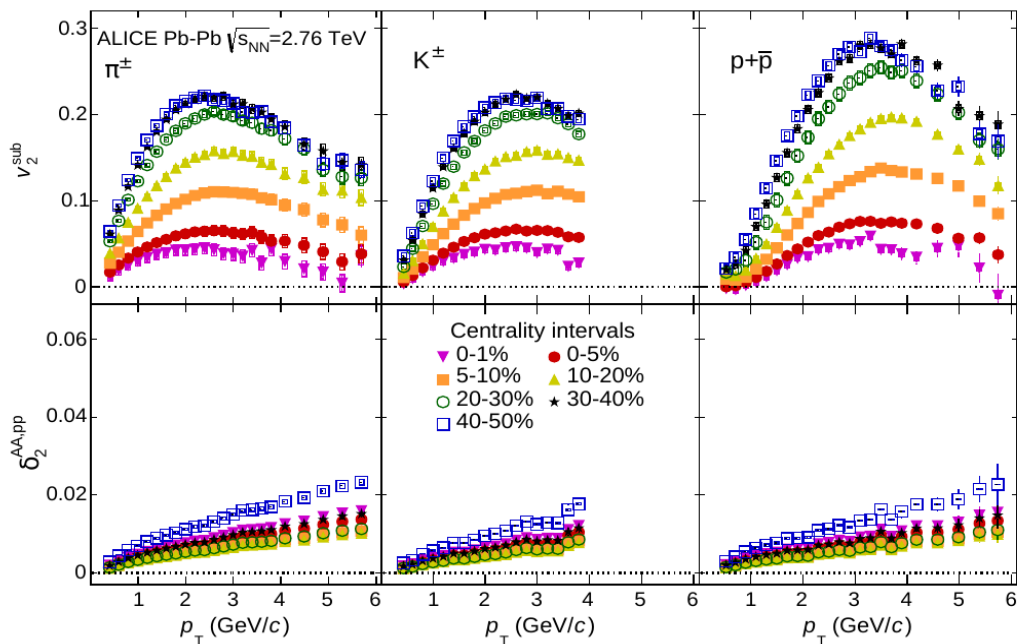 ALICE Pb-Pb √sNN=2.76 TeV
π±
K±
p+p̅
v2sub
0.3
0.2
0.1
0
Centrality intervals
0-1%
0-5%
5-10%
10-20%
20-30%
30-40%
40-50%
δ2AA,pp
0.06
0.04
0.02
0
1 2 3 4 5 6
1 2 3 4 5 6
1 2 3 4 5 6
pT (GeV/c)
pT (GeV/c)
pT (GeV/c)